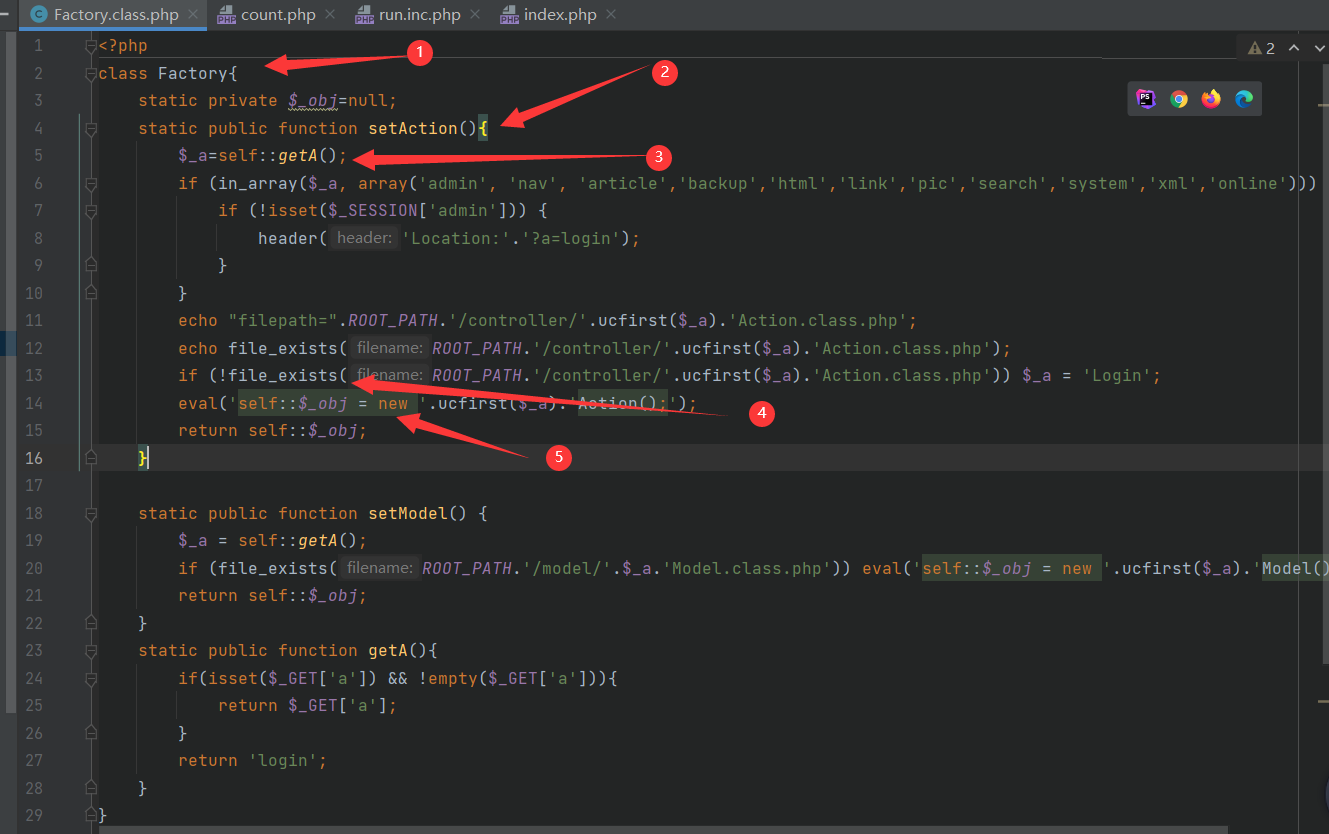 Factory.class.php count.php run.inc.php index.php
1 <?php
2 class Factory{
3 static private $_obj=null;
4 static public function setAction(){
5 $_a=self::getA();
6 if (in_array($_a, array('admin', 'nav', 'article','backup','html','link','pic','search','system','xml','online')))
7 if (!isset($_SESSION['admin'])) {
8 header( header: 'Location:'.'?a=login');
9 }
10 }
11 echo "filepath=".ROOT_PATH.'/controller/'.ucfirst($_a).'Action.class.php';
12 echo file_exists( filename: ROOT_PATH.'/controller/'.ucfirst($_a).'Action.class.php');
13 if (!file_exists( filename: ROOT_PATH.'/controller/'.ucfirst($_a).'Action.class.php')) $_a = 'Login';
14 eval('self::$_obj = new '.ucfirst($_a).'Action();');
15 return self::$_obj;
16 }
17
18 static public function setModel() {
19 $_a = self::getA();
20 if (file_exists( filename: ROOT_PATH.'/model/'.$_a.'Model.class.php')) eval('self::$_obj = new '.ucfirst($_a).'Model()
21 return self::$_obj;
22 }
23 static public function getA(){
24 if(isset($_GET['a']) && !empty($_GET['a'])){
25 return $_GET['a'];
26 }
27 return 'login';
28 }
29 }
2
1
2
3
4
5